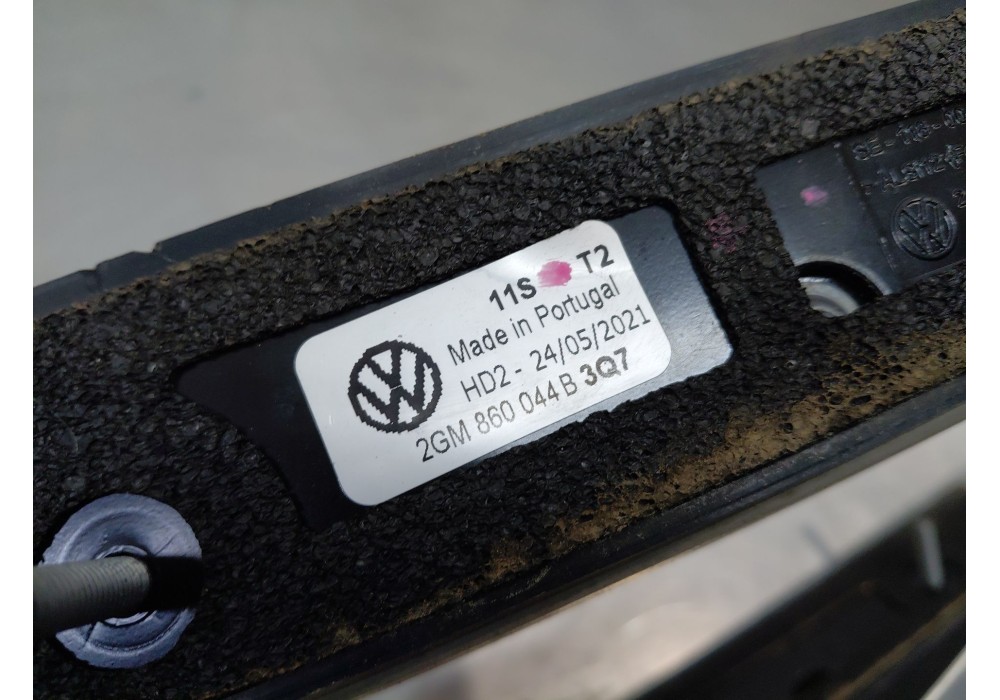 11S T2
Made in Portugal
HD2 - 24/05/2021
2GM 860 044 B 3Q7